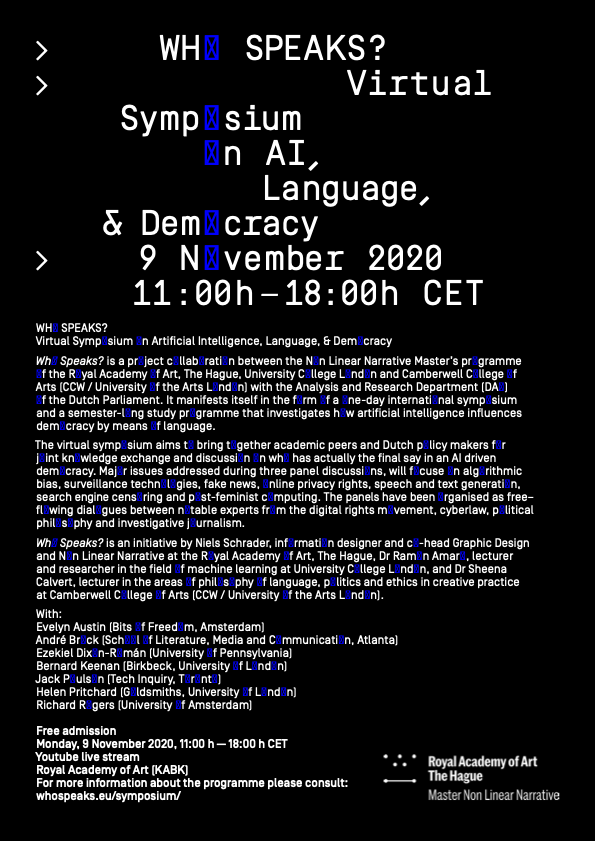 > WHO SPEAKS?
> Virtual
Symposium
on AI,
Language,
& Democracy
> 9 November 2020
11:00h–18:00h CET
WHO SPEAKS?
Virtual Symposium on Artificial Intelligence, Language, & Democracy
Who Speaks? is a project collaboration between the Non Linear Narrative Master's programme
of the Royal Academy of Art, The Hague, University College London and Camberwell College of
Arts (CCW / University of the Arts London) with the Analysis and Research Department (DAO)
of the Dutch Parliament. It manifests itself in the form of a one-day international symposium
and a semester-long study programme that investigates how artificial intelligence influences
democracy by means of language.
The virtual symposium aims to bring together academic peers and Dutch policy makers for
joint knowledge exchange and discussion on who has actually the final say in an AI driven
democracy. Major issues addressed during three panel discussions, will focus on algorithmic
bias, surveillance technologies, fake news, online privacy rights, speech and text generation,
search engine censoring and post-feminist computing. The panels have been organised as free–
flowing dialogues between notable experts from the digital rights movement, cyberlaw, political
philosophy and investigative journalism.
Who Speaks? is an initiative by Niels Schrader, information designer and co-head Graphic Design
and Non Linear Narrative at the Royal Academy of Art, The Hague, Dr Ramon Amaro, lecturer
and researcher in the field of machine learning at University College London, and Dr Sheena
Calvert, lecturer in the areas of philosophy of language, politics and ethics in creative practice
at Camberwell College of Arts (CCW / University of the Arts London).
With:
Evelyn Austin (Bits of Freedom, Amsterdam)
André Brock (School of Literature, Media and Communication, Atlanta)
Ezekiel Dixon-Román (University of Pennsylvania)
Bernard Keenan (Birkbeck, University of London)
Jack Poulson (Tech Inquiry, Toronto)
Helen Pritchard (Goldsmiths, University of London)
Richard Rogers (University of Amsterdam)
Free admission
Monday, 9 November 2020, 11:00 h — 18:00 h CET
Youtube live stream
Royal Academy of Art (KABK)
For more information about the programme please consult:
whospeaks.eu/symposium/
Royal Academy of Art
The Hague
Master Non Linear Narrative